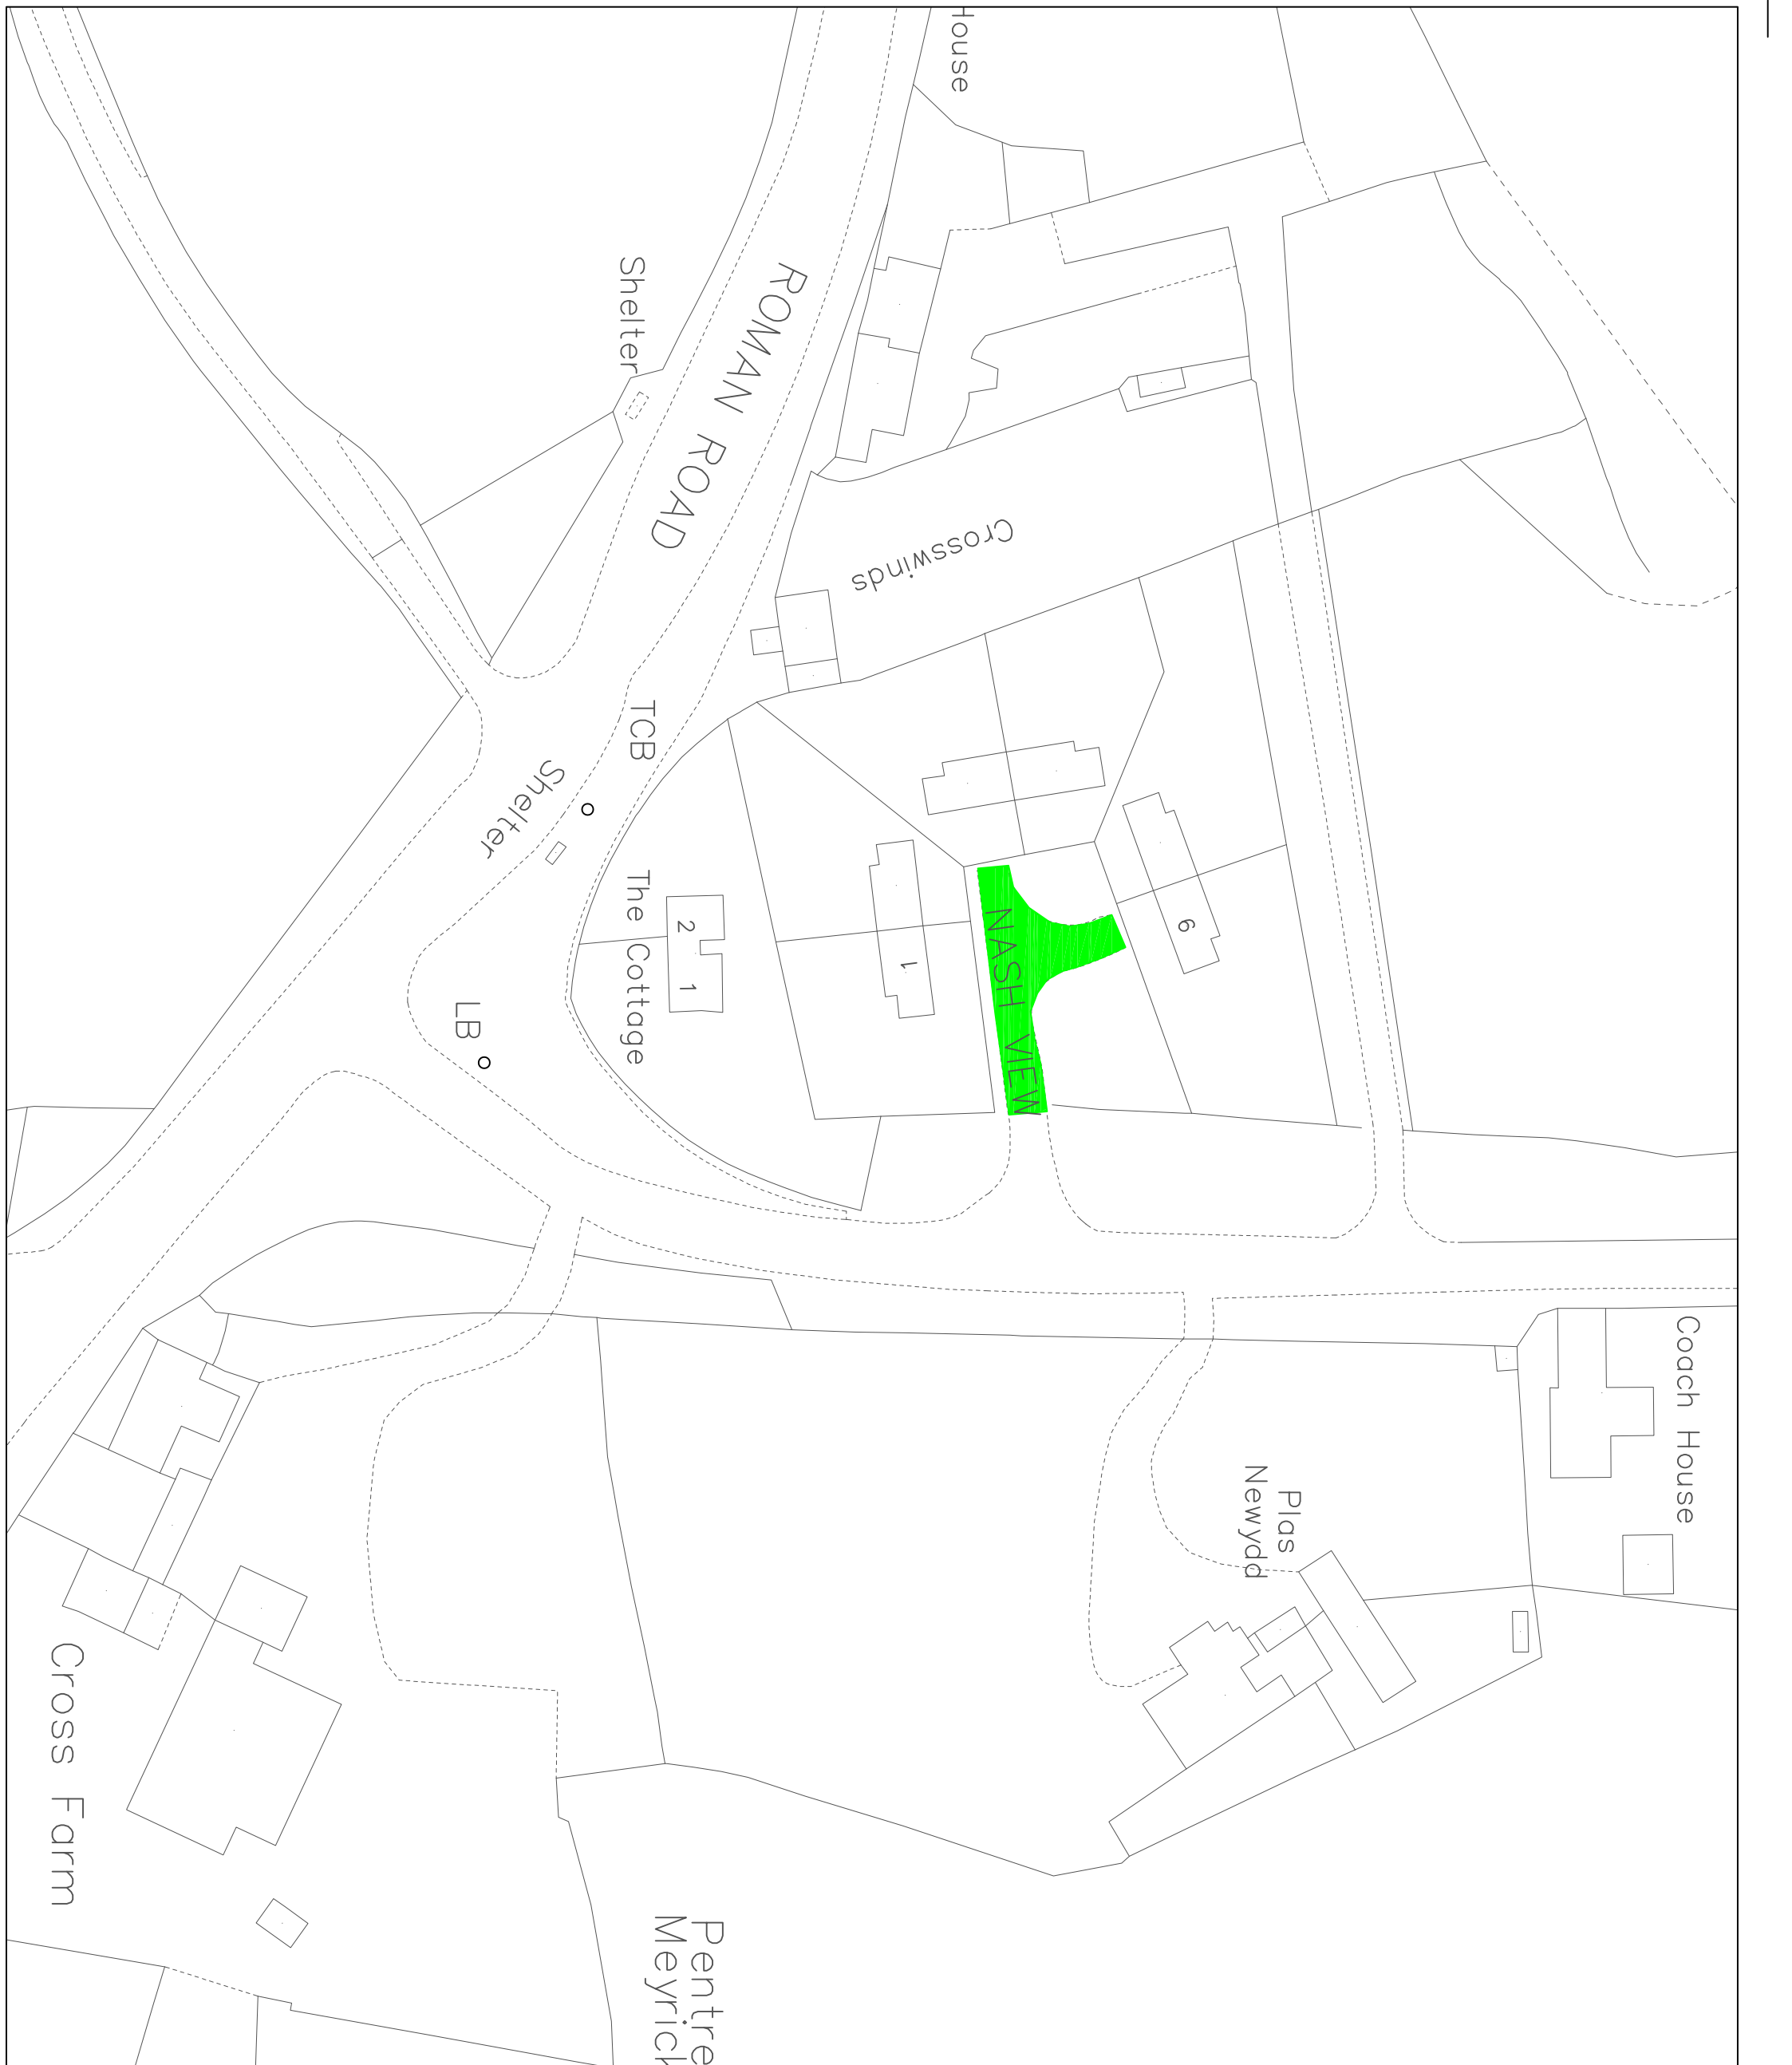 House
ROMAN ROAD
Shelter
Crosswinds
TCB
Shelter
The Cottage
2
1
1
6
NASH VIEW
LB
Coach House
Plas
Newydd
Cross Farm
Pentre
Meyrick